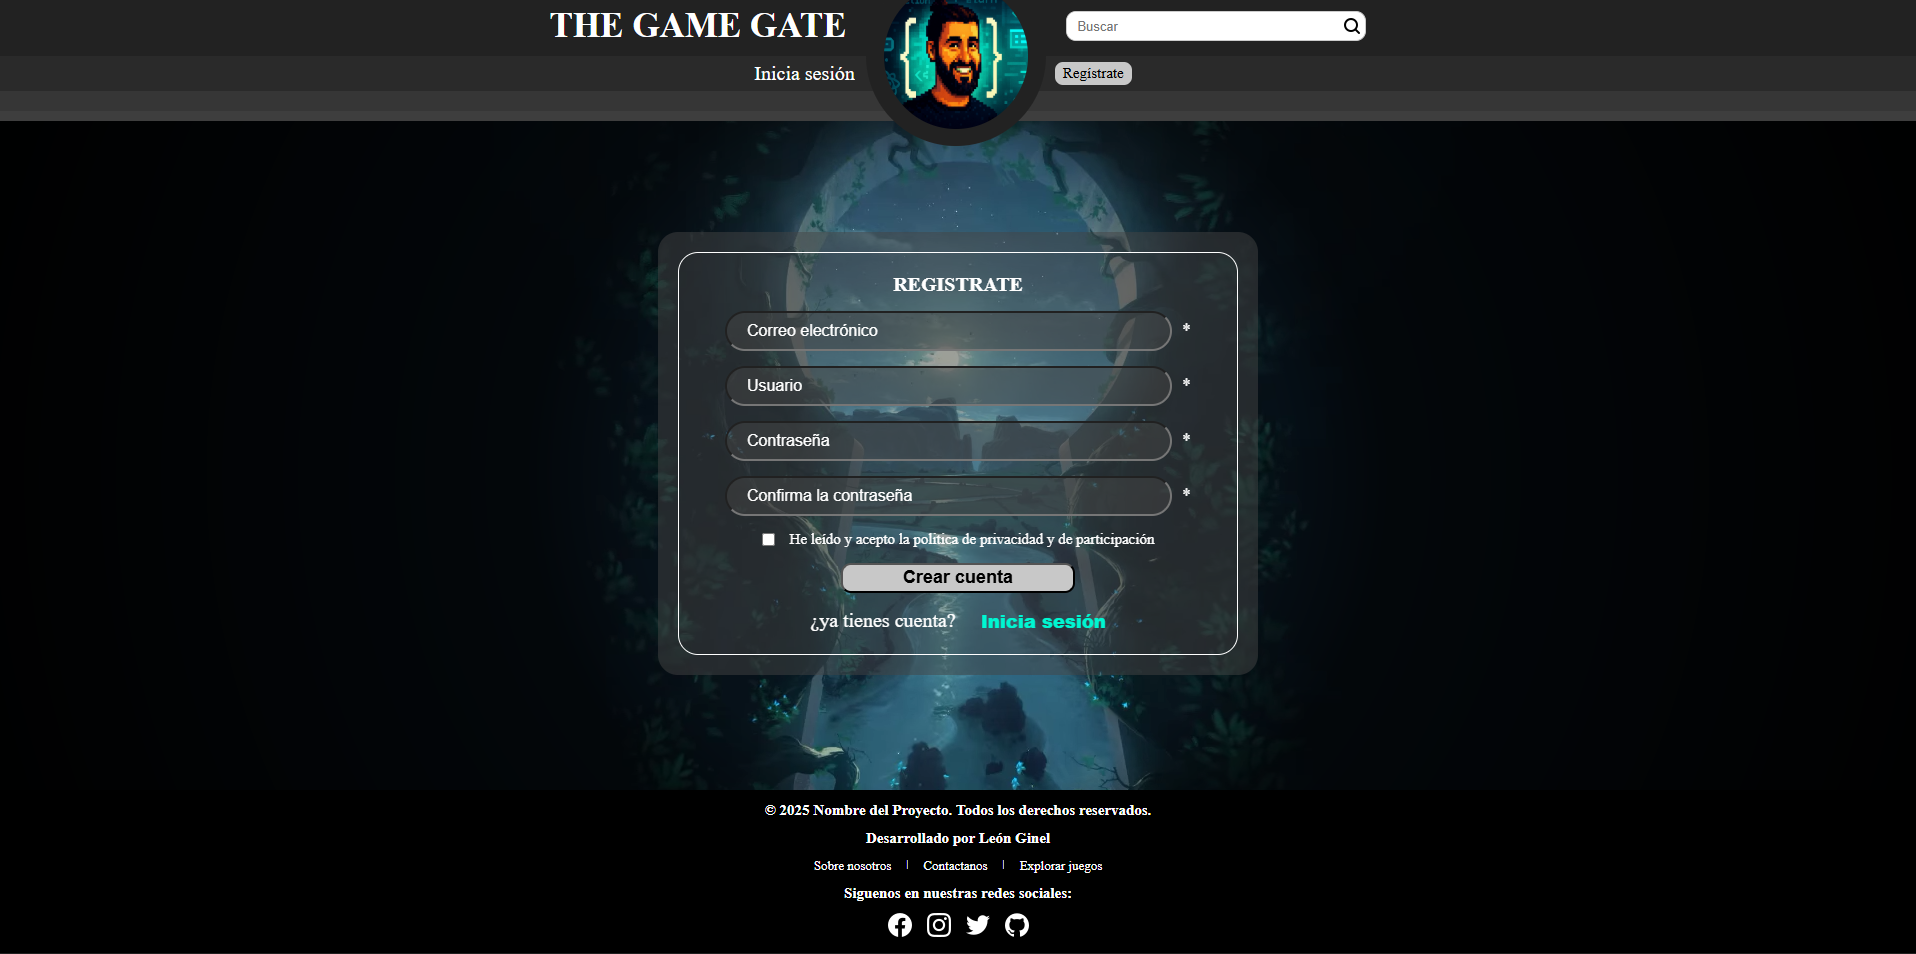 THE GAME GATE
Buscar
Inicia sesión
Regístrate
REGISTRATE
Correo electrónico *
Usuario *
Contraseña *
Confirma la contraseña *
He leído y acepto la política de privacidad y de participación
Crear cuenta
¿ya tienes cuenta? Inicia sesión
© 2025 Nombre del Proyecto. Todos los derechos reservados.
Desarrollado por León Ginel
Sobre nosotros | Contactanos | Explorar juegos
Siguenos en nuestras redes sociales: